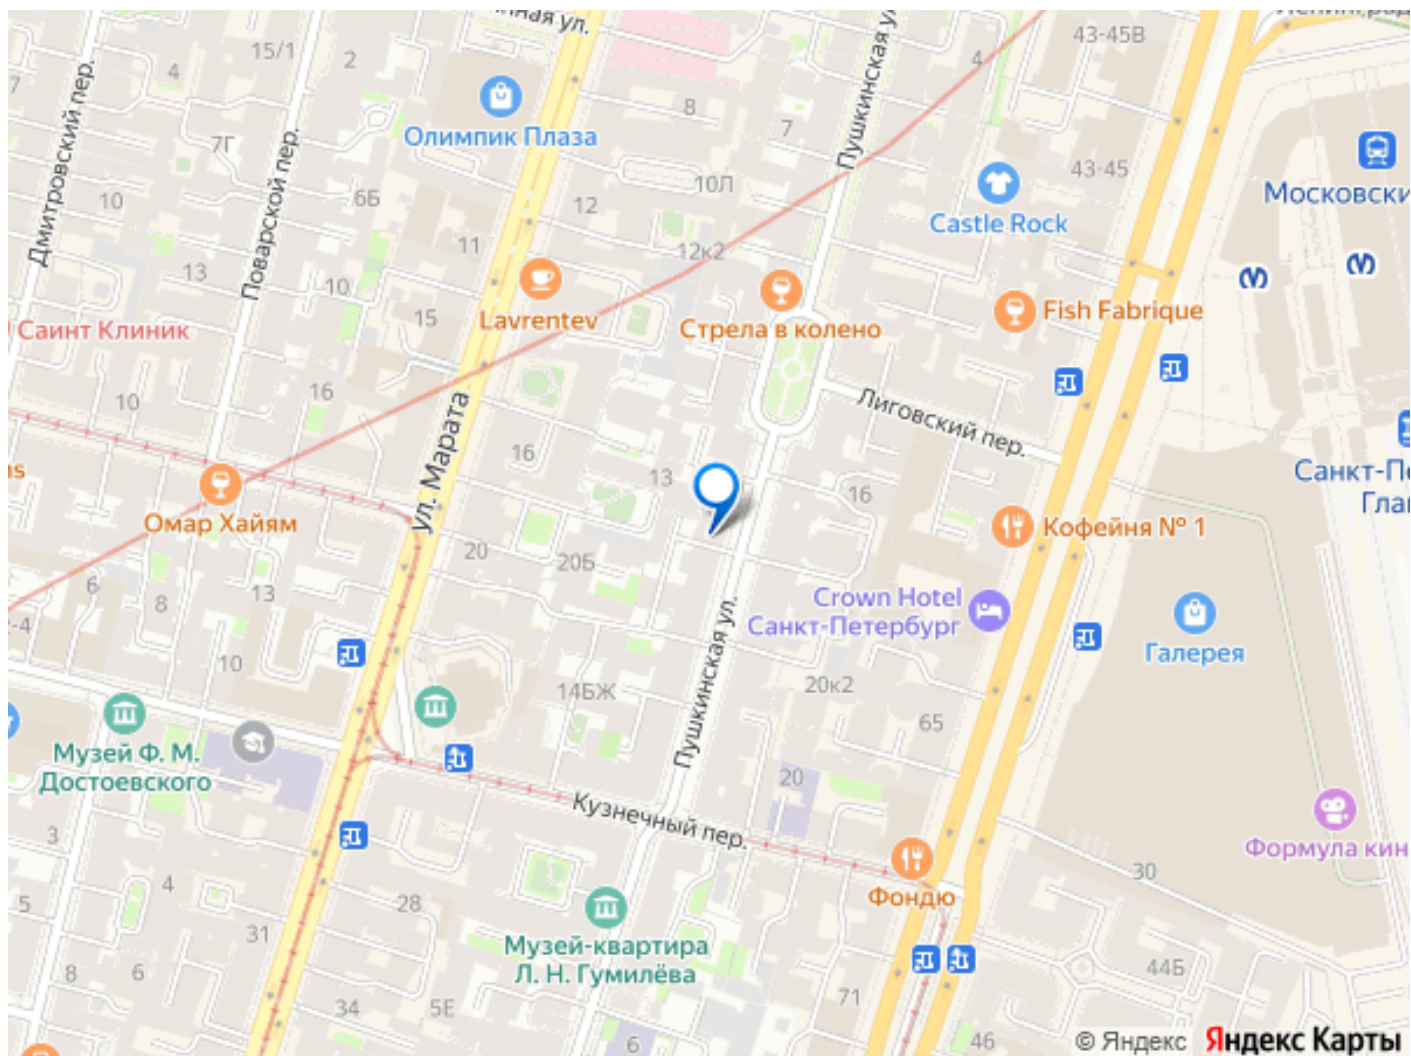 нная ул.
43-45В
15/1
2
4
4
7
8
Пушкинская ул.
Дмитровский пер.
Олимпик Плаза
7
7Г
43-45
Поварской пер.
6Б
10Л
Московски
10
12
Castle Rock
11
12к2
13
10
15
Lavrentev
Стрела в колено
Fish Fabrique
Саинт Клиник
16
10
ул. Марата
Лиговский пер.
16
13
16
Санкт-П
Гла
Омар Хайям
Кофейня № 1
20
20Б
6
8
13
Crown Hotel
Санкт-Петербург
2-4
Пушкинская ул.
Галерея
10
14БЖ
20к2
65
Музей Ф. М.
Достоевского
20
Кузнечный пер.
3
Формула кин
4
30
5
28
Фондю
31
Музей-квартира
Л. Н. Гумилёва
8
6
44Б
34
5Е
71
6
46
© Яндекс Яндекс Карты